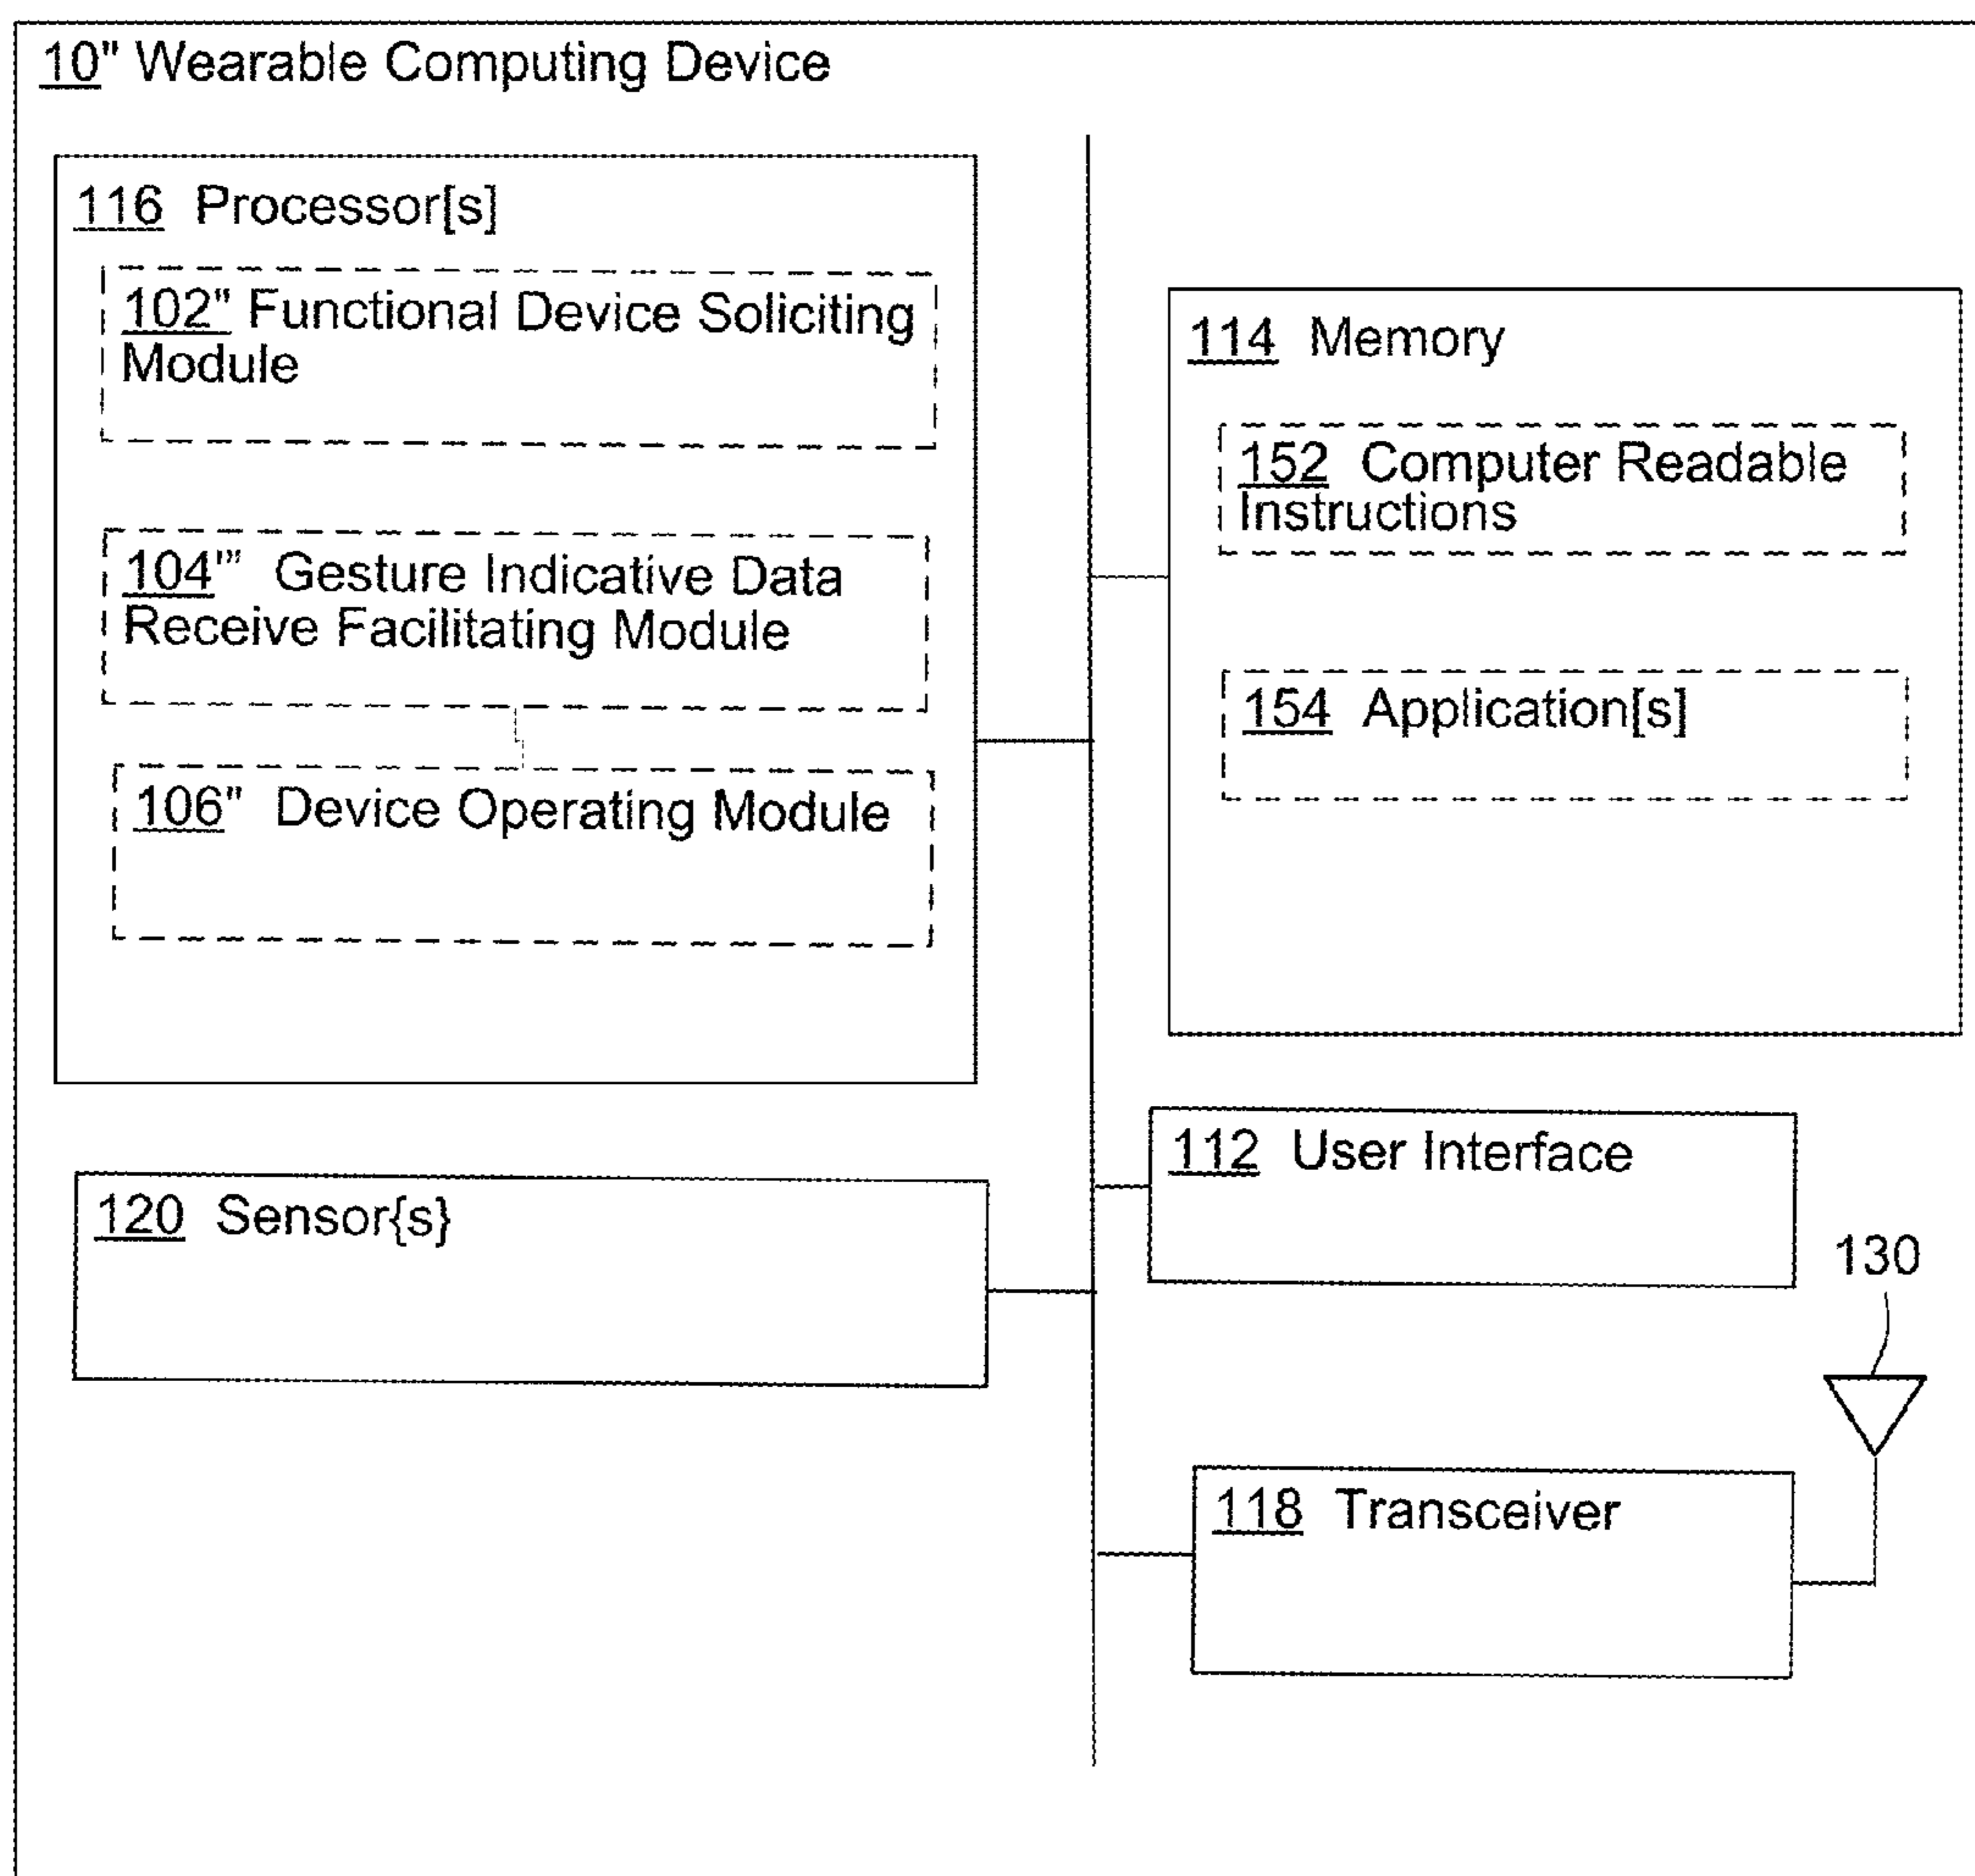 10" Wearable Computing Device
116 Processor[s]
102" Functional Device Soliciting
Module
104'" Gesture Indicative Data
Receive Facilitating Module
106" Device Operating Module
114 Memory
152 Computer Readable
Instructions
154 Application[s]
120 Sensor{s}
112 User Interface
130
118 Transceiver